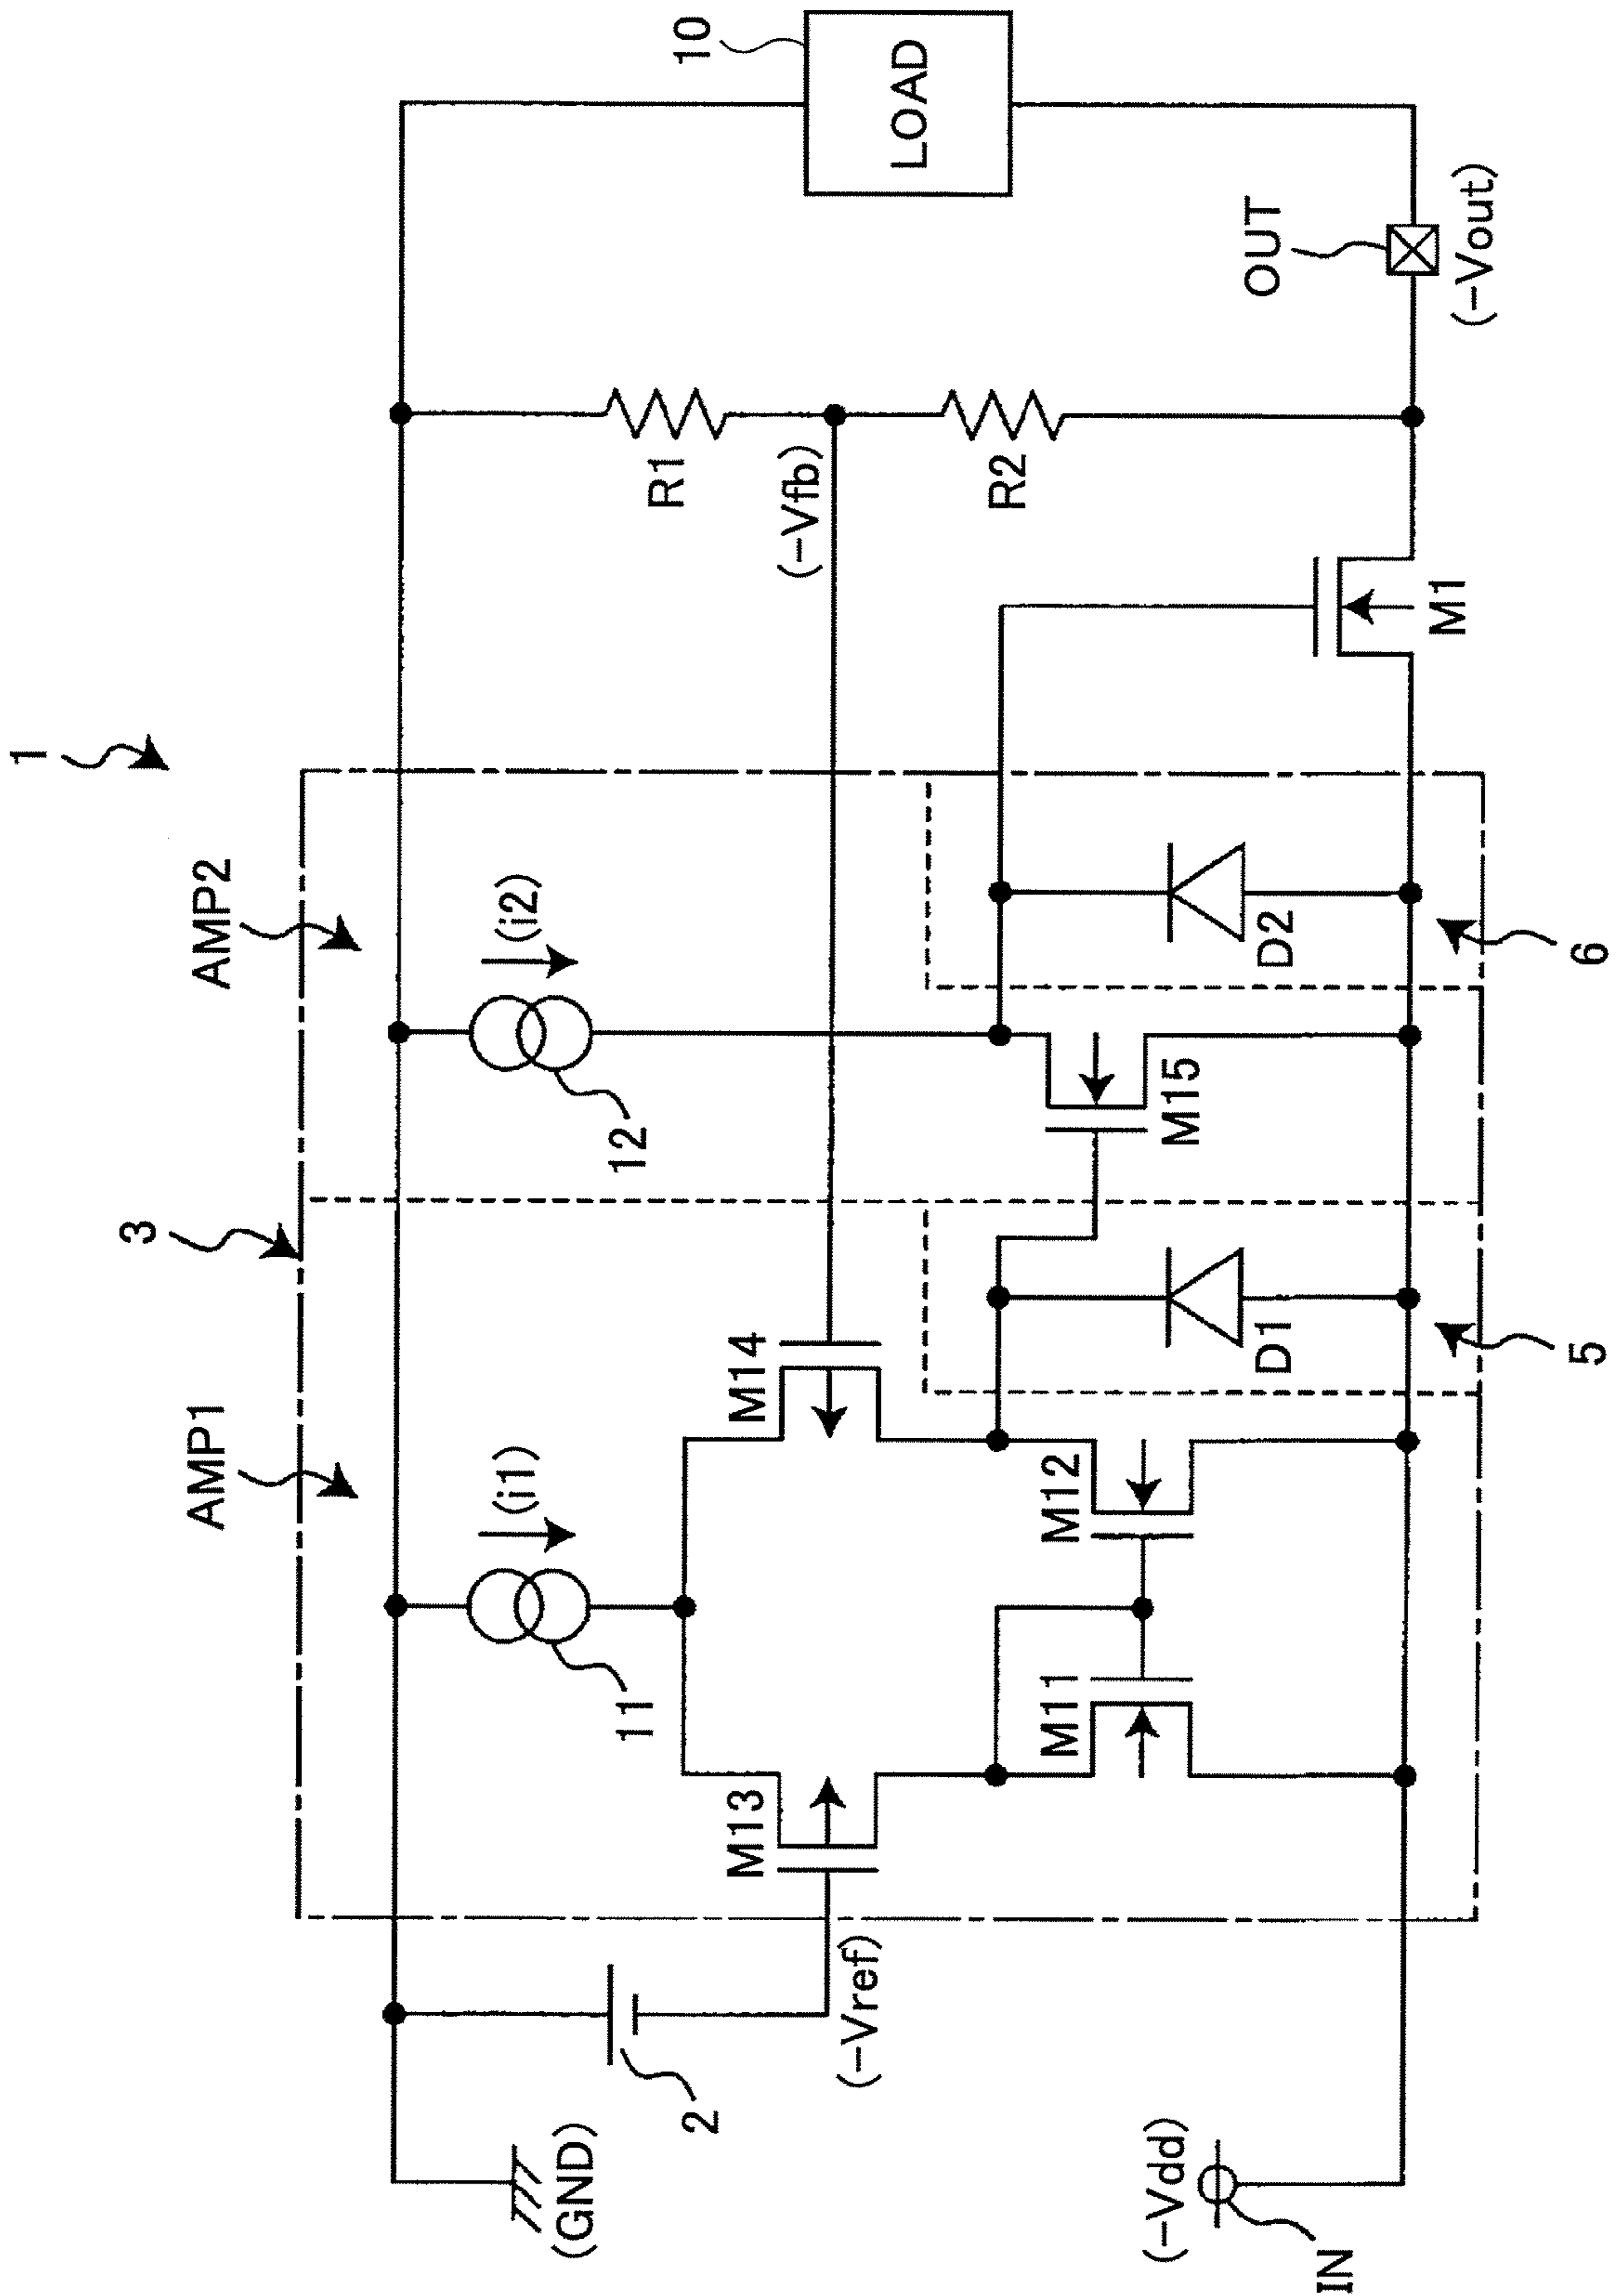 1
3
AMP1
AMP2
(i1)
(i2)
11
12
10
LOAD
2
(GND)
(-Vref)
M13
M14
(-Vfb)
R1
R2
M11
M12
M15
D1
D2
M1
OUT
(-Vout)
(-Vdd)
IN
5
6